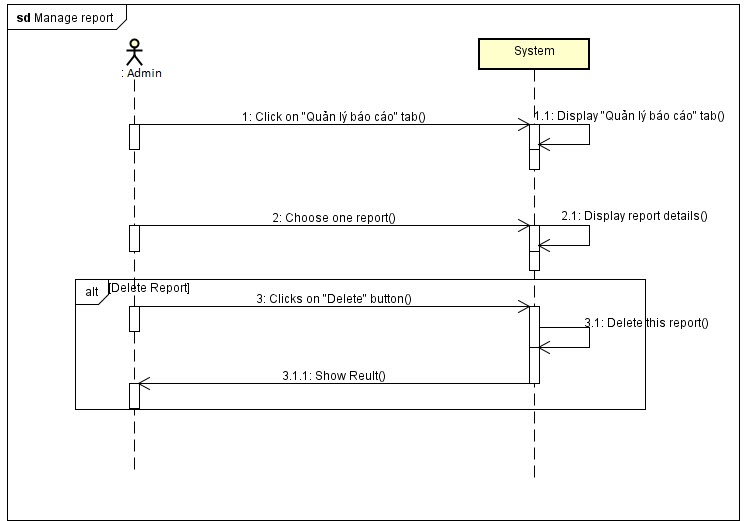 sd Manage report
: Admin
System
1: Click on "Quản lý báo cáo" tab()
1.1: Display "Quản lý báo cáo" tab()
2: Choose one report()
2.1: Display report details()
alt
[Delete Report]
3: Clicks on "Delete" button()
3.1: Delete this report()
3.1.1: Show Reult()